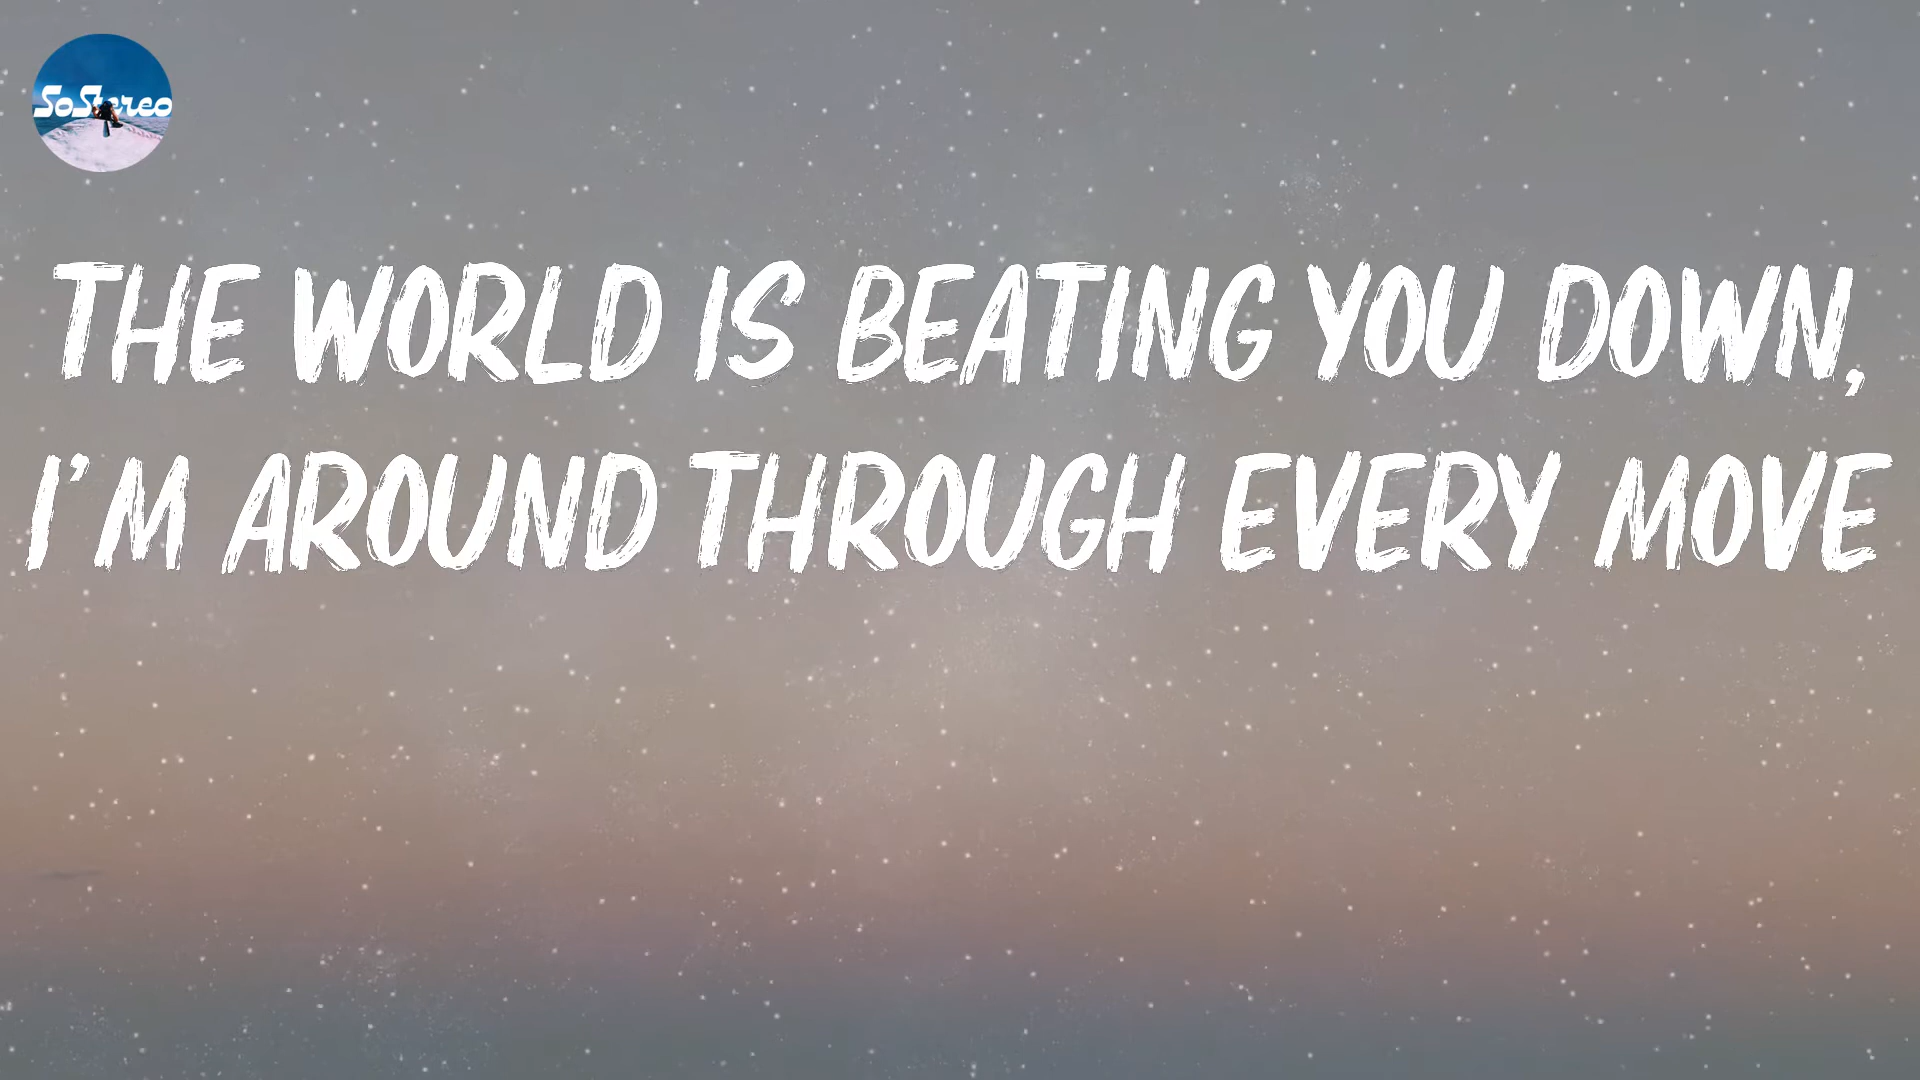 SoStereo
THE WORLD IS BEATING YOU DOWN,
I'M AROUND THROUGH EVERY MOVE